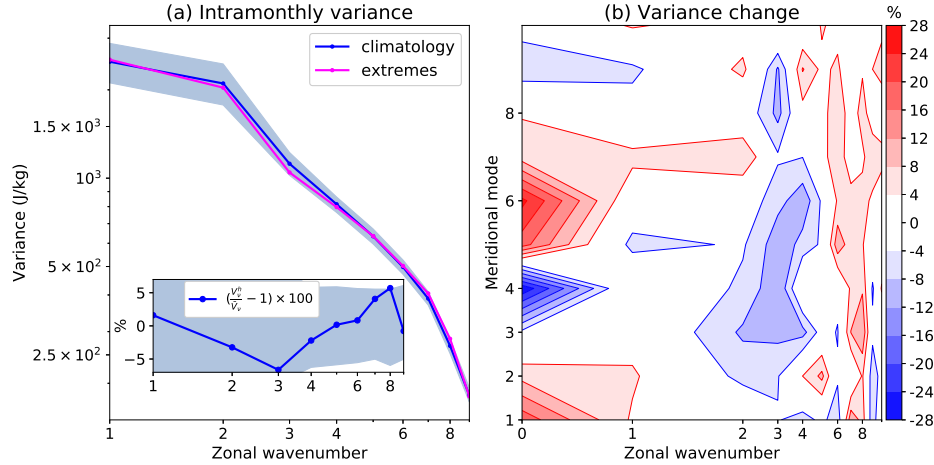 (a) Intramonthly variance
climatology
extremes
1.5 × 10³
10³
5 × 10²
2.5 × 10²
Variance (J/kg)
1 2 3 4 6 8
Zonal wavenumber
(V_ν^h / V_ν − 1) × 100
5
0
−5
%
1 2 3 4 6 8
(b) Variance change
8
6
5
4
3
2
1
Meridional mode
0 1 2 3 4 6 8
Zonal wavenumber
%
28
24
20
16
12
8
4
0
-4
-8
-12
-16
-20
-24
-28